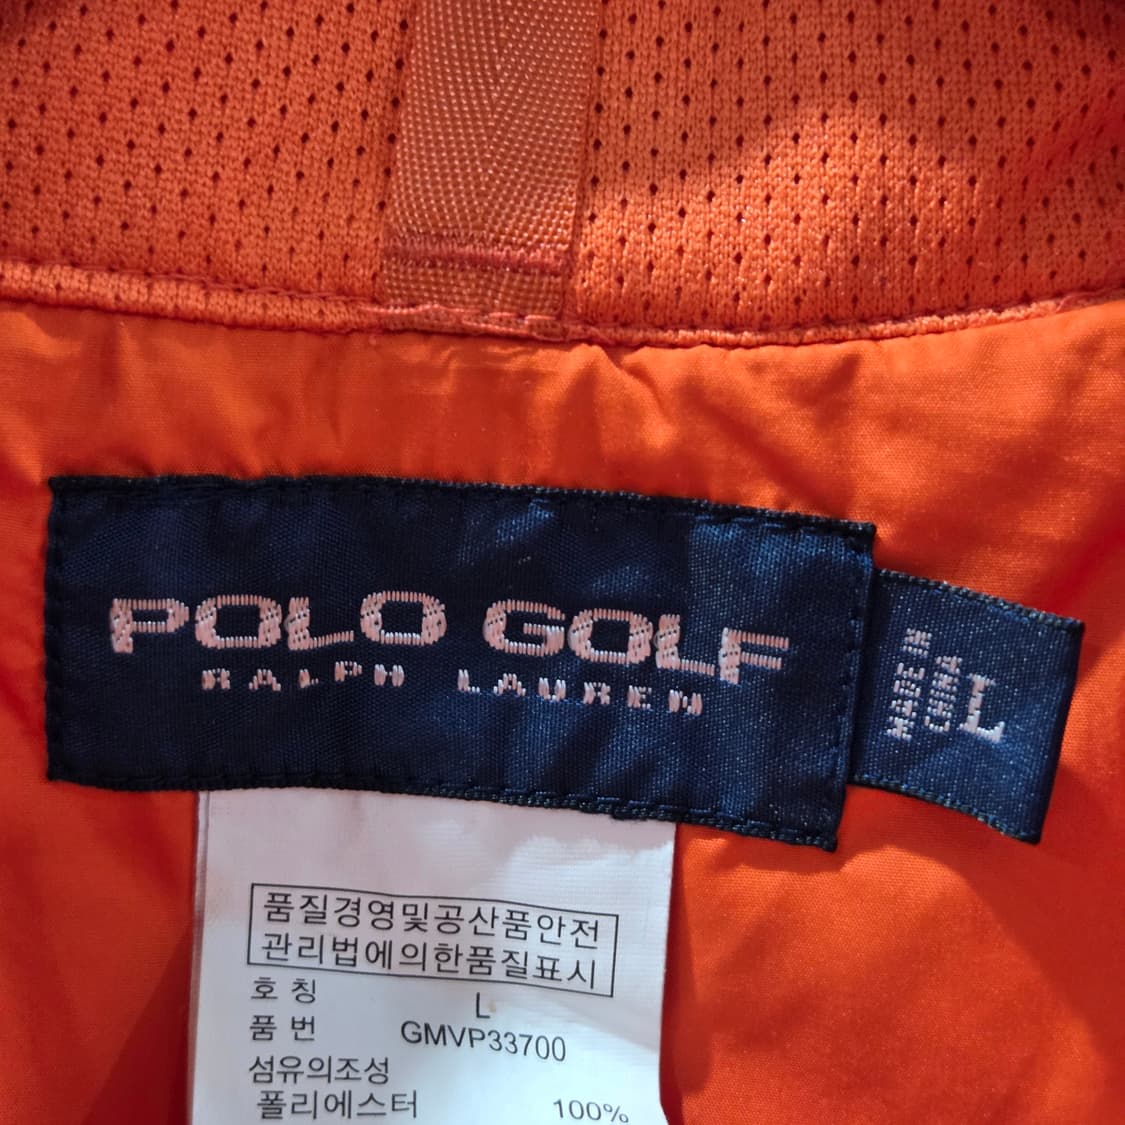 POLO GOLF
RALPH LAUREN
MADE IN
CHINA
L
품질경영및공산품안전
관리법에의한품질표시
호 칭 L
품 번 GMVP33700
섬유의조성
폴리에스터 100%